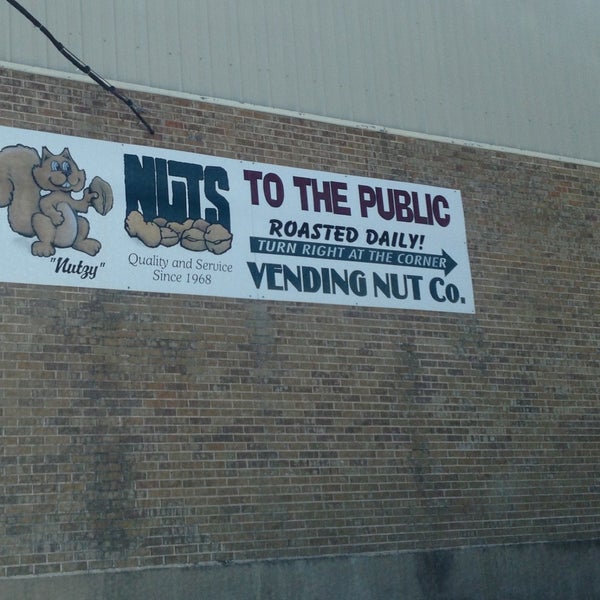 "Nutzy"
NUTS
Quality and Service
Since 1968
TO THE PUBLIC
ROASTED DAILY!
TURN RIGHT AT THE CORNER
VENDING NUT Co.